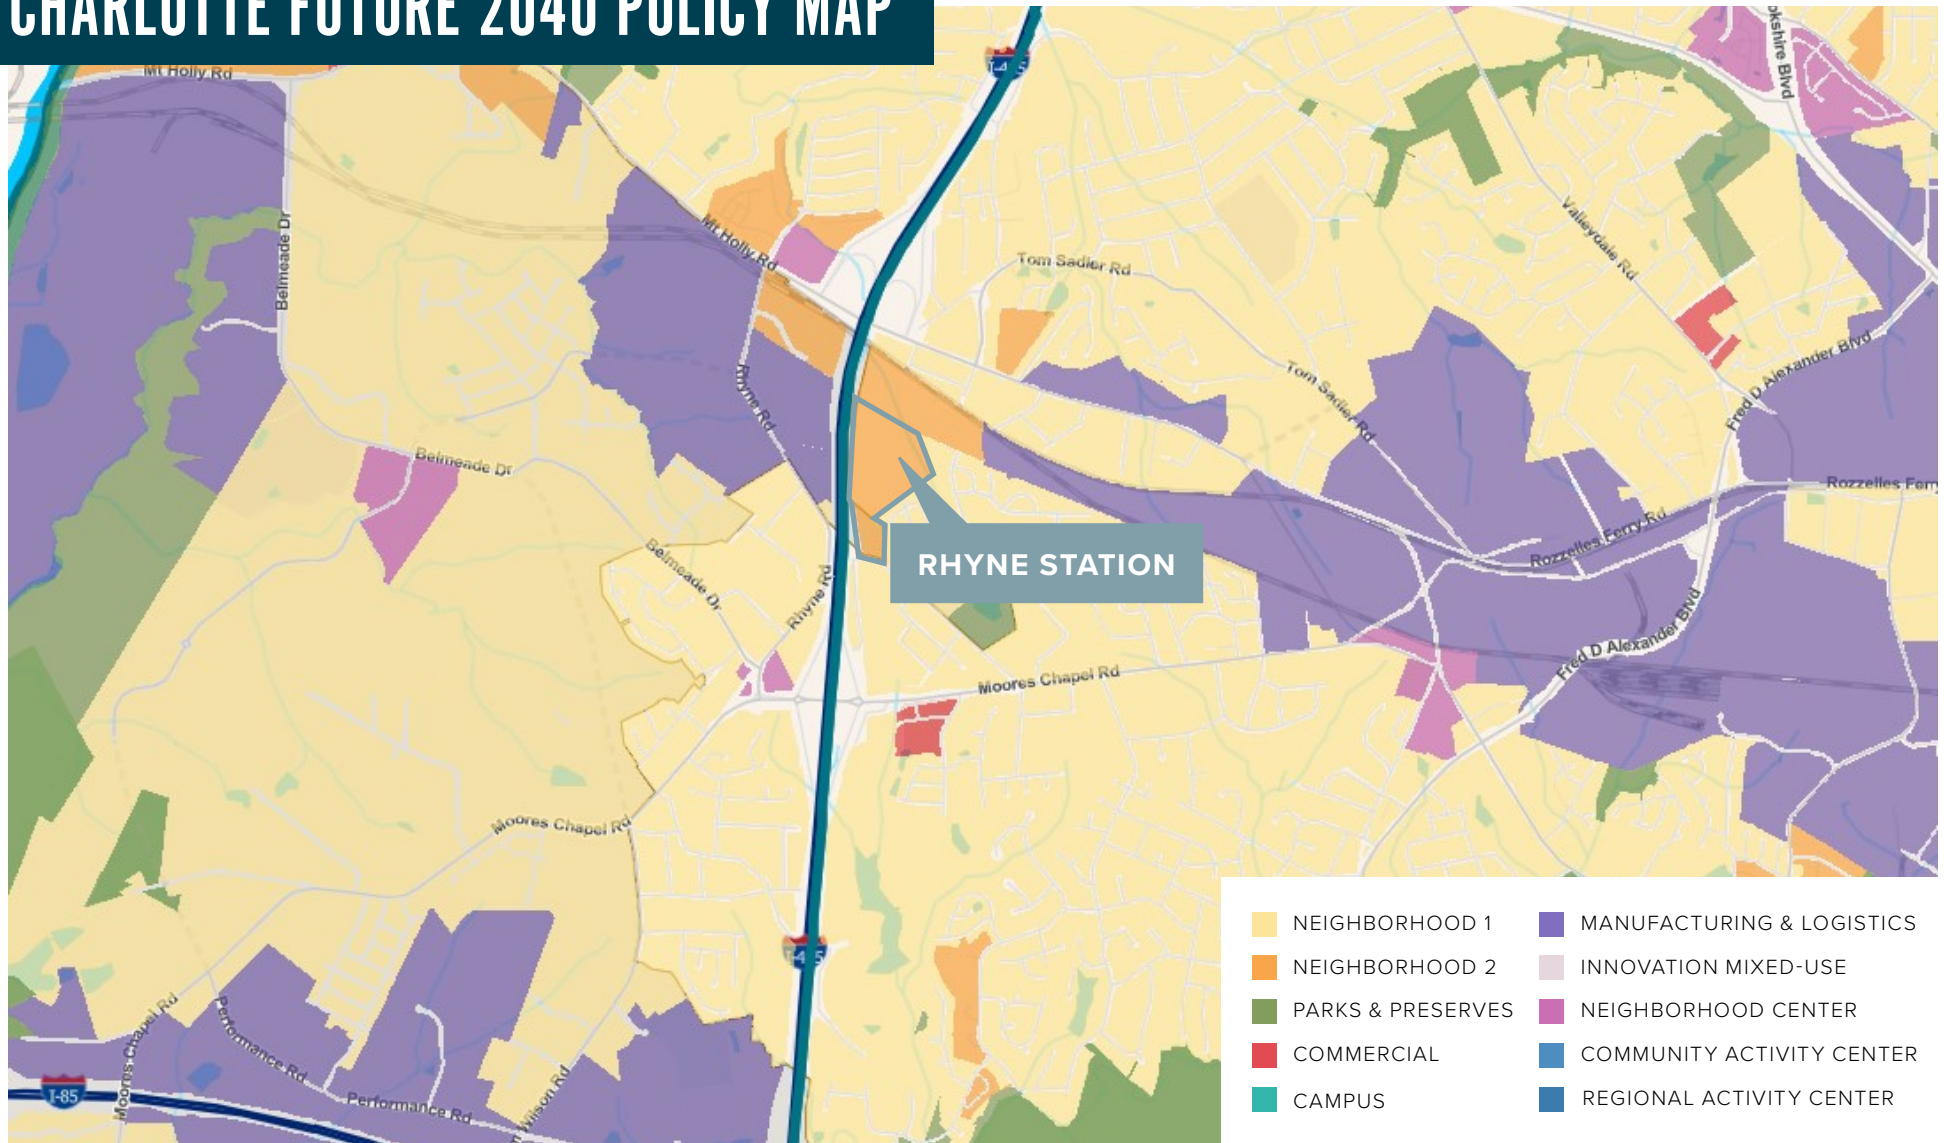 CHARLOTTE FUTURE 2040 POLICY MAP
Mt Holly Rd
Brookshire Blvd
Belmeade Dr
Mt Holly Rd
Tom Sadler Rd
Valleydale Rd
Rhyne Rd
Tom Sadler Rd
Fred D Alexander Blvd
Belmeade Dr
Rozzelles Ferry
Rozzelles Ferry Rd
Belmeade Dr
RHYNE STATION
Rhyne Rd
Fred D Alexander Blvd
Moores Chapel Rd
Moores Chapel Rd
Moores Chapel Rd
Performance Rd
I-85
Performance Rd
Wilson Rd
NEIGHBORHOOD 1
NEIGHBORHOOD 2
PARKS & PRESERVES
COMMERCIAL
CAMPUS
MANUFACTURING & LOGISTICS
INNOVATION MIXED-USE
NEIGHBORHOOD CENTER
COMMUNITY ACTIVITY CENTER
REGIONAL ACTIVITY CENTER